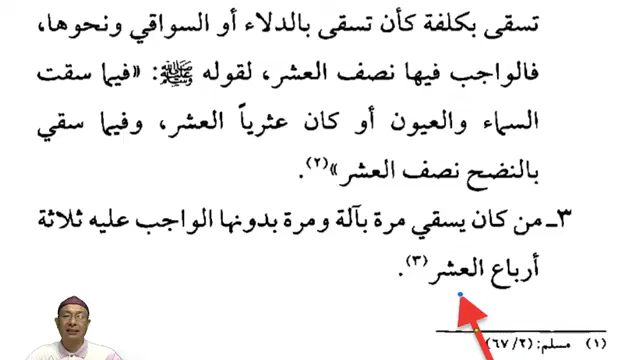 تسقى بكلفة كأن تسقى بالدلاء أو السواقي ونحوها،
فالواجب فيها نصف العشر، لقوله ﷺ: «فيما سقت
السماء والعيون أو كان عثرياً العشر، وفيما سقي
بالنضح نصف العشر»(٢).
٣ـ من كان يسقي مرة بآلة ومرة بدونها الواجب عليه ثلاثة
أرباع العشر(٣).
(١) مسلم: (٦٧/٢)